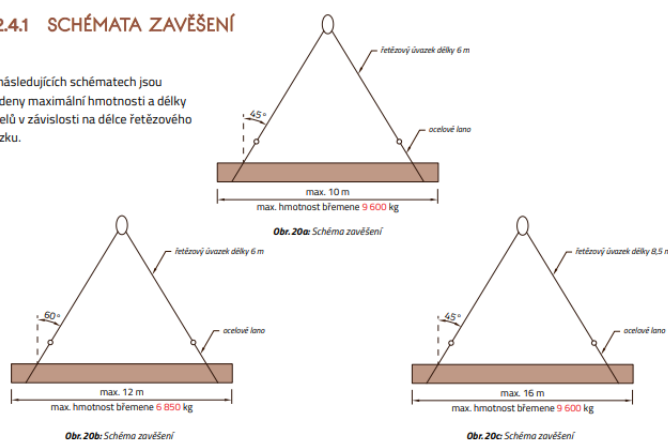 2.4.1 SCHÉMATA ZAVĚŠENÍ
následujících schématech jsou
deny maximální hmotnosti a délky
elů v závislosti na délce řetězového
zku.
řetězový úvazek délky 6 m
45°
ocelové lano
max. 10 m
max. hmotnost břemene 9 600 kg
Obr. 20a: Schéma zavěšení
řetězový úvazek délky 6 m
60°
ocelové lano
max. 12 m
max. hmotnost břemene 6 850 kg
Obr. 20b: Schéma zavěšení
řetězový úvazek délky 8,5 m
45°
ocelové lano
max. 16 m
max. hmotnost břemene 9 600 kg
Obr. 20c: Schéma zavěšení